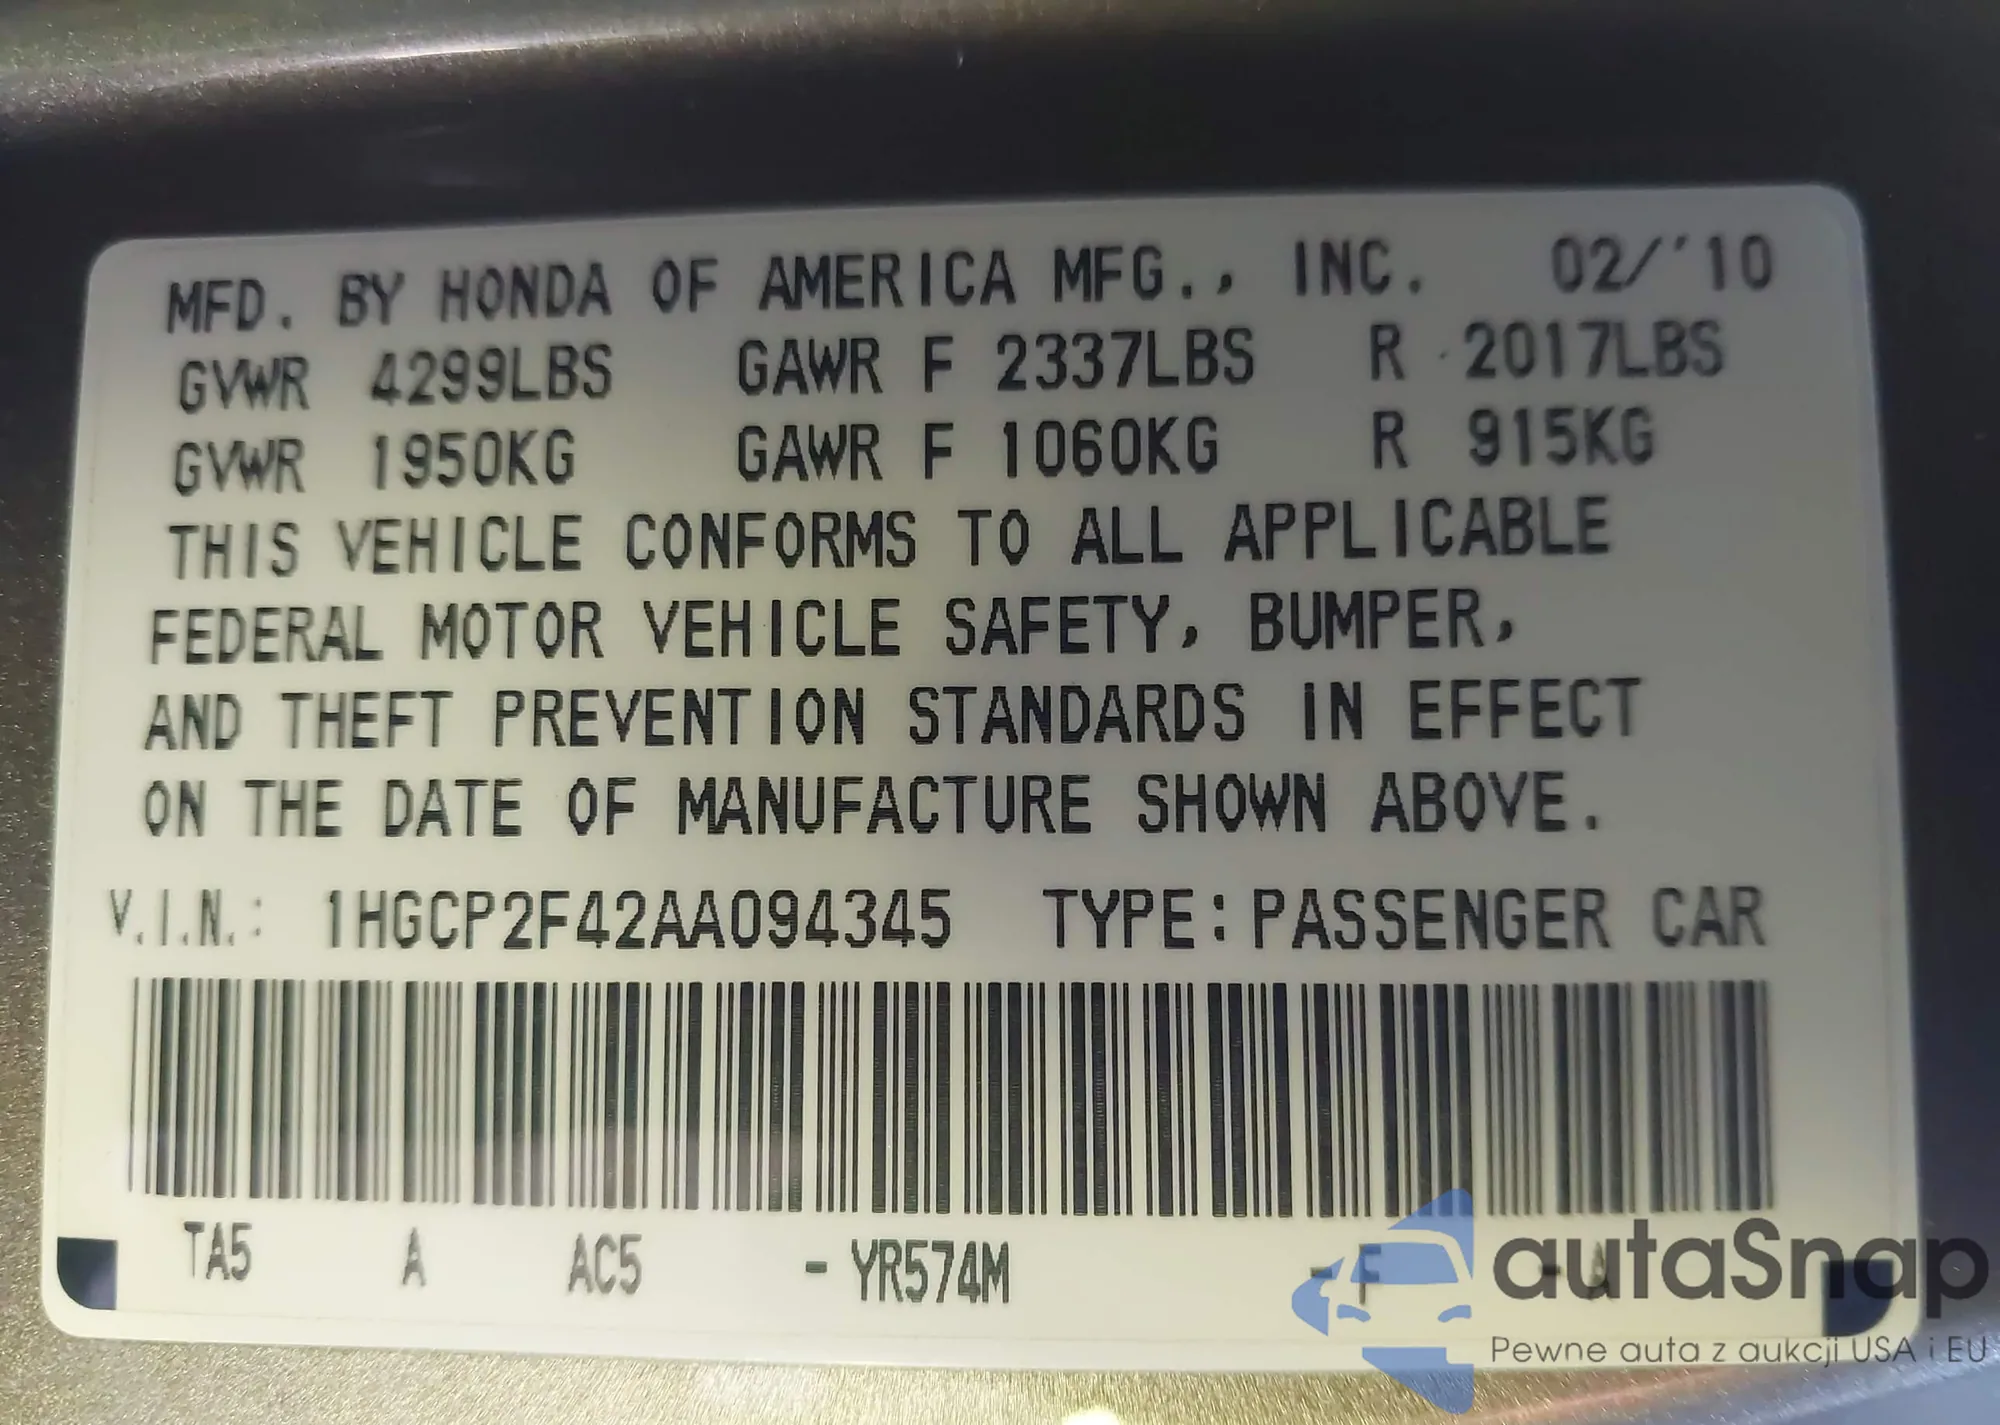 MFD. BY HONDA OF AMERICA MFG., INC. 02/'10
GVWR 4299LBS GAWR F 2337LBS R 2017LBS
GVWR 1950KG GAWR F 1060KG R 915KG
THIS VEHICLE CONFORMS TO ALL APPLICABLE
FEDERAL MOTOR VEHICLE SAFETY, BUMPER,
AND THEFT PREVENTION STANDARDS IN EFFECT
ON THE DATE OF MANUFACTURE SHOWN ABOVE.
V.I.N.: 1HGCP2F42AA094345 TYPE: PASSENGER CAR
TA5 A AC5 - YR574M - F - A
autaSnap
Pewne auta z aukcji USA i EU